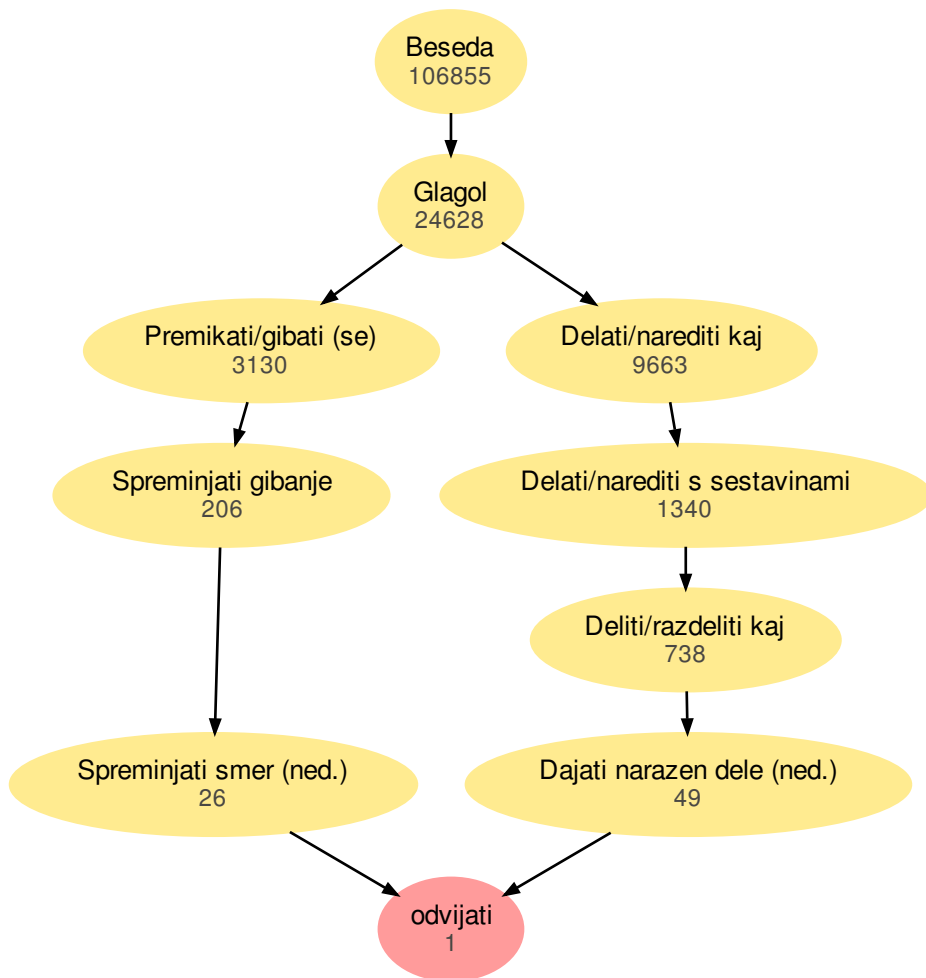 Beseda
106855
Glagol
24628
Premikati/gibati (se)
3130
Delati/narediti kaj
9663
Spreminjati gibanje
206
Delati/narediti s sestavinami
1340
Deliti/razdeliti kaj
738
Spreminjati smer (ned.)
26
Dajati narazen dele (ned.)
49
odvijati
1